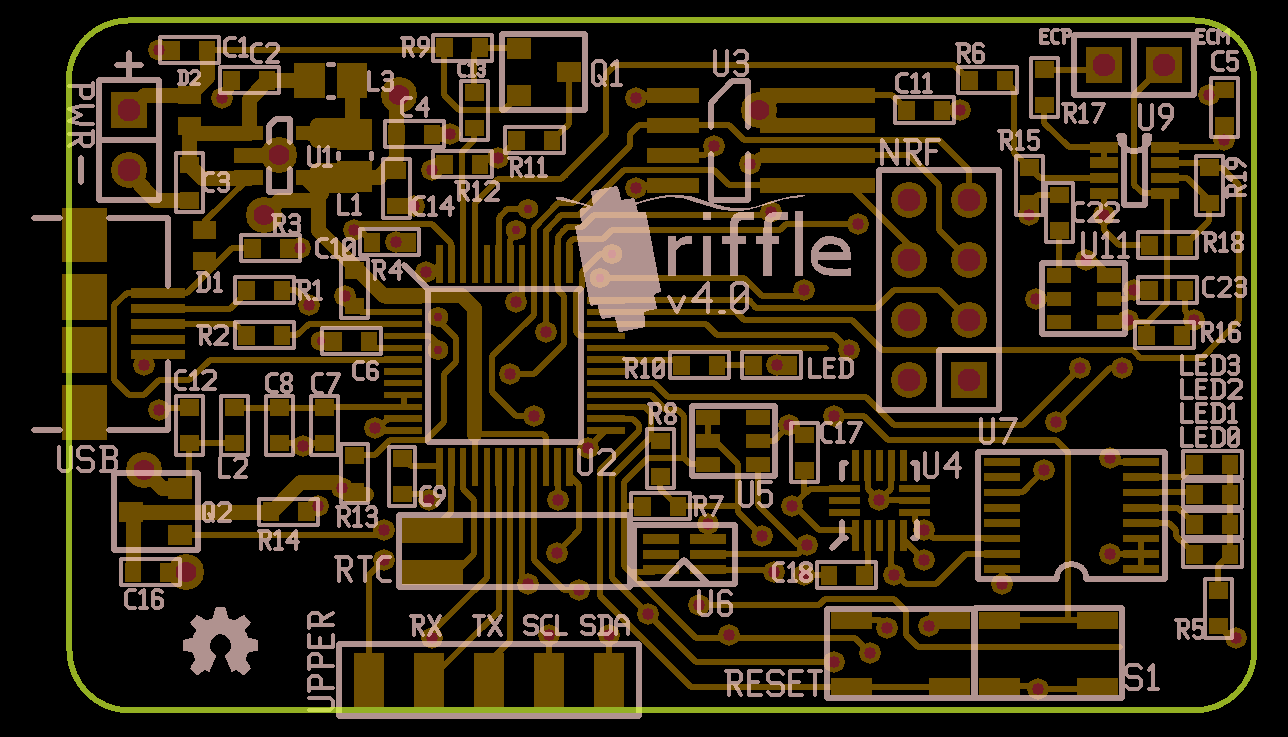 C1
C2
D2
L3
R9
C13
Q1
U3
C11
R6
ECP
ECM
C5
+
PWR
-
C4
U1
C3
R11
R12
L1
C14
R17
U9
R15
R19
NRF
C22
U11
R18
C23
R16
R3
C10
R4
D1
R1
R2
C6
riffle
v4.0
R10
LED
LED3
LED2
LED1
LED0
C12
C8
C7
L2
USB
R8
C17
U7
U4
U5
U2
R7
C9
Q2
R13
R14
RTC
C16
U6
C18
R5
UPPER
RX
TX
SCL
SDA
RESET
S1